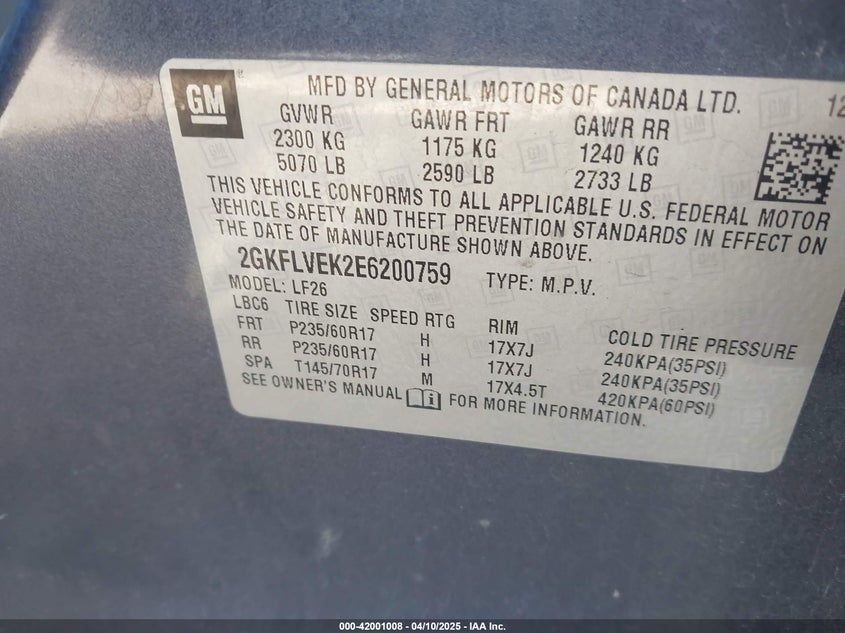 GM
MFD BY GENERAL MOTORS OF CANADA LTD. 12
GVWR GAWR FRT GAWR RR
2300 KG 1175 KG 1240 KG
5070 LB 2590 LB 2733 LB
THIS VEHICLE CONFORMS TO ALL APPLICABLE U.S. FEDERAL MOTOR
VEHICLE SAFETY AND THEFT PREVENTION STANDARDS IN EFFECT ON
THE DATE OF MANUFACTURE SHOWN ABOVE.
2GKFLVEK2E6200759 TYPE: M.P.V.
MODEL: LF26
LBC6 TIRE SIZE SPEED RTG RIM COLD TIRE PRESSURE
FRT P235/60R17 H 17X7J 240KPA(35PSI)
RR P235/60R17 H 17X7J 240KPA(35PSI)
SPA T145/70R17 M 17X4.5T 420KPA(60PSI)
SEE OWNER'S MANUAL FOR MORE INFORMATION.
000-42001008 - 04/10/2025 - IAA Inc.